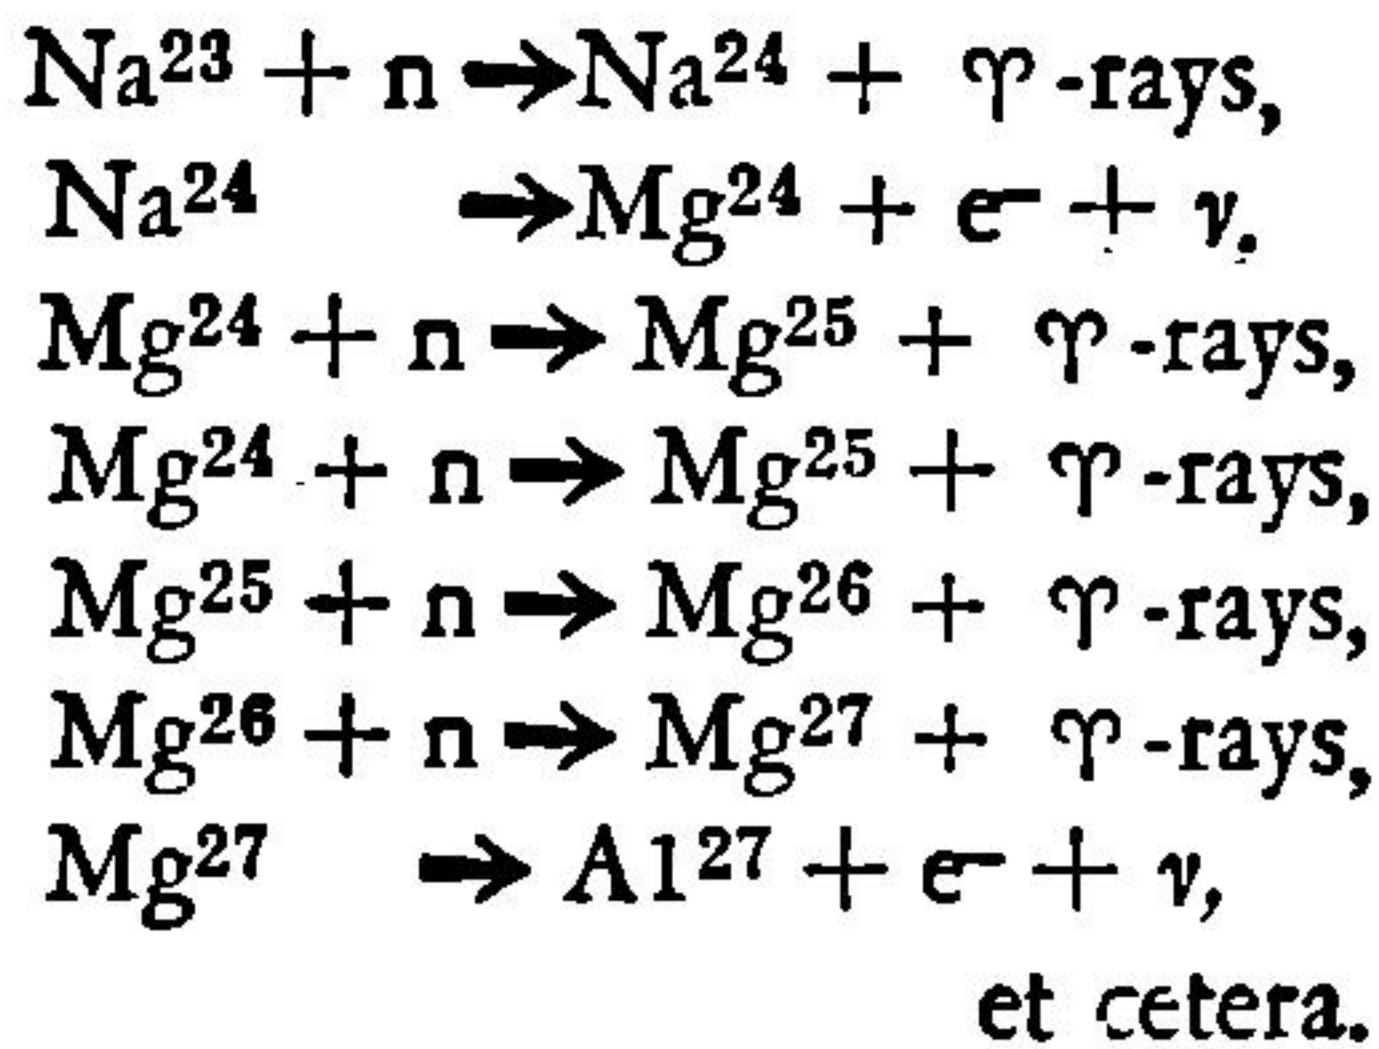 Na²³ + n → Na²⁴ + ♈-rays,
Na²⁴ → Mg²⁴ + e⁻ + ν.
Mg²⁴ + n → Mg²⁵ + ♈-rays,
Mg²⁴ + n → Mg²⁵ + ♈-rays,
Mg²⁵ + n → Mg²⁶ + ♈-rays,
Mg²⁶ + n → Mg²⁷ + ♈-rays,
Mg²⁷ → A1²⁷ + e⁻ + ν,
et cetera.